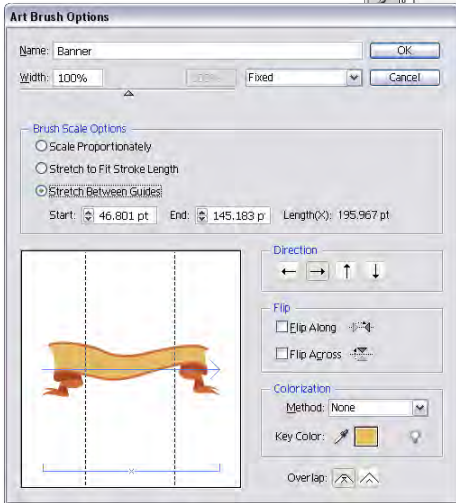 Art Brush Options
Name: Banner
OK
Width: 100%
Fixed
Cancel
Brush Scale Options
Scale Proportionately
Stretch to Fit Stroke Length
Stretch Between Guides
Start: 46.801 pt End: 145.183 p Length(X): 195.967 pt
Direction
Flip
Flip Along
Flip Across
Colorization
Method: None
Key Color:
Overlap: